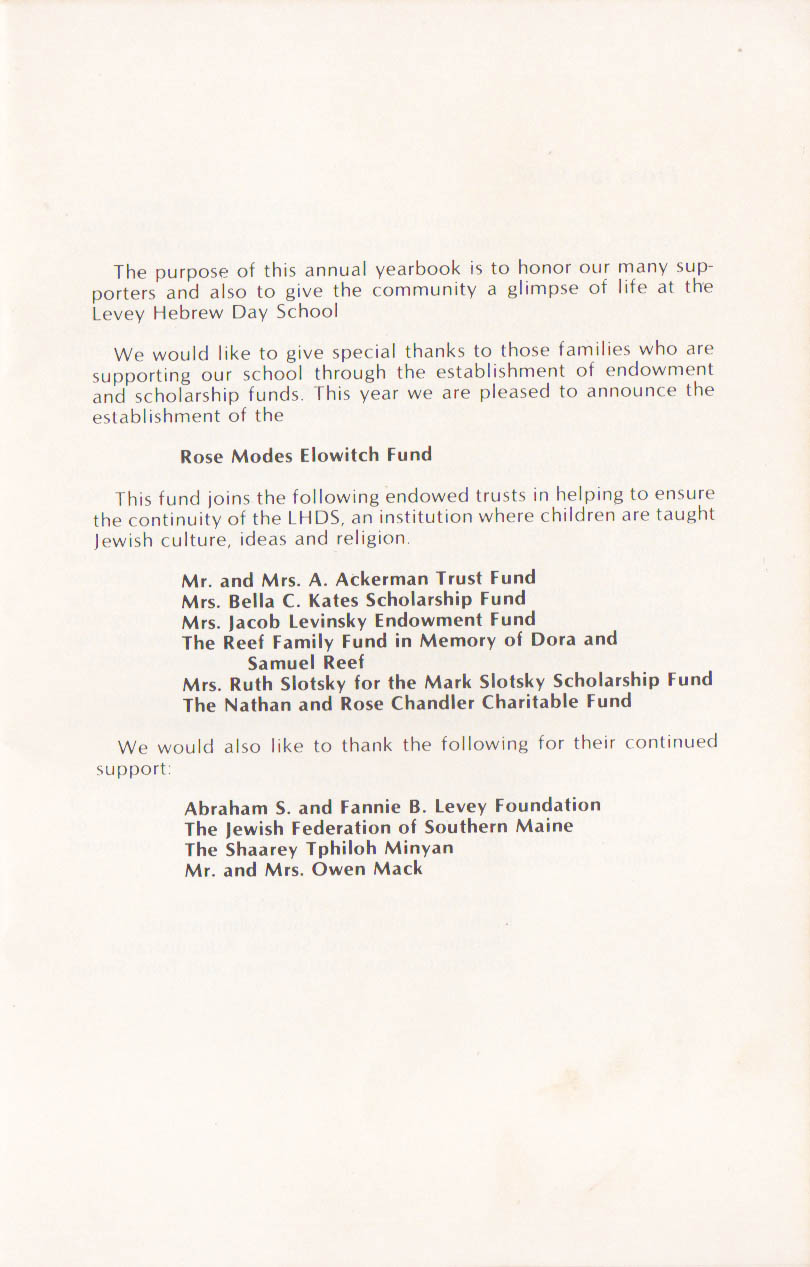 The purpose of this annual yearbook is to honor our many sup-
porters and also to give the community a glimpse of life at the
Levey Hebrew Day School
We would like to give special thanks to those families who are
supporting our school through the establishment of endowment
and scholarship funds. This year we are pleased to announce the
establishment of the
Rose Modes Elowitch Fund
This fund joins the following endowed trusts in helping to ensure
the continuity of the LHDS, an institution where children are taught
Jewish culture, ideas and religion.
Mr. and Mrs. A. Ackerman Trust Fund
Mrs. Bella C. Kates Scholarship Fund
Mrs. Jacob Levinsky Endowment Fund
The Reef Family Fund in Memory of Dora and
Samuel Reef
Mrs. Ruth Slotsky for the Mark Slotsky Scholarship Fund
The Nathan and Rose Chandler Charitable Fund
We would also like to thank the following for their continued
support:
Abraham S. and Fannie B. Levey Foundation
The Jewish Federation of Southern Maine
The Shaarey Tphiloh Minyan
Mr. and Mrs. Owen Mack